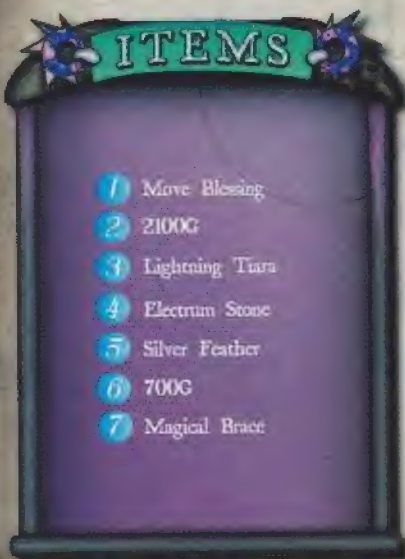 ITEMS
1 Move Blessing
2 2100G
3 Lightning Tiara
4 Electrum Stone
5 Silver Feather
6 700G
7 Magical Brace